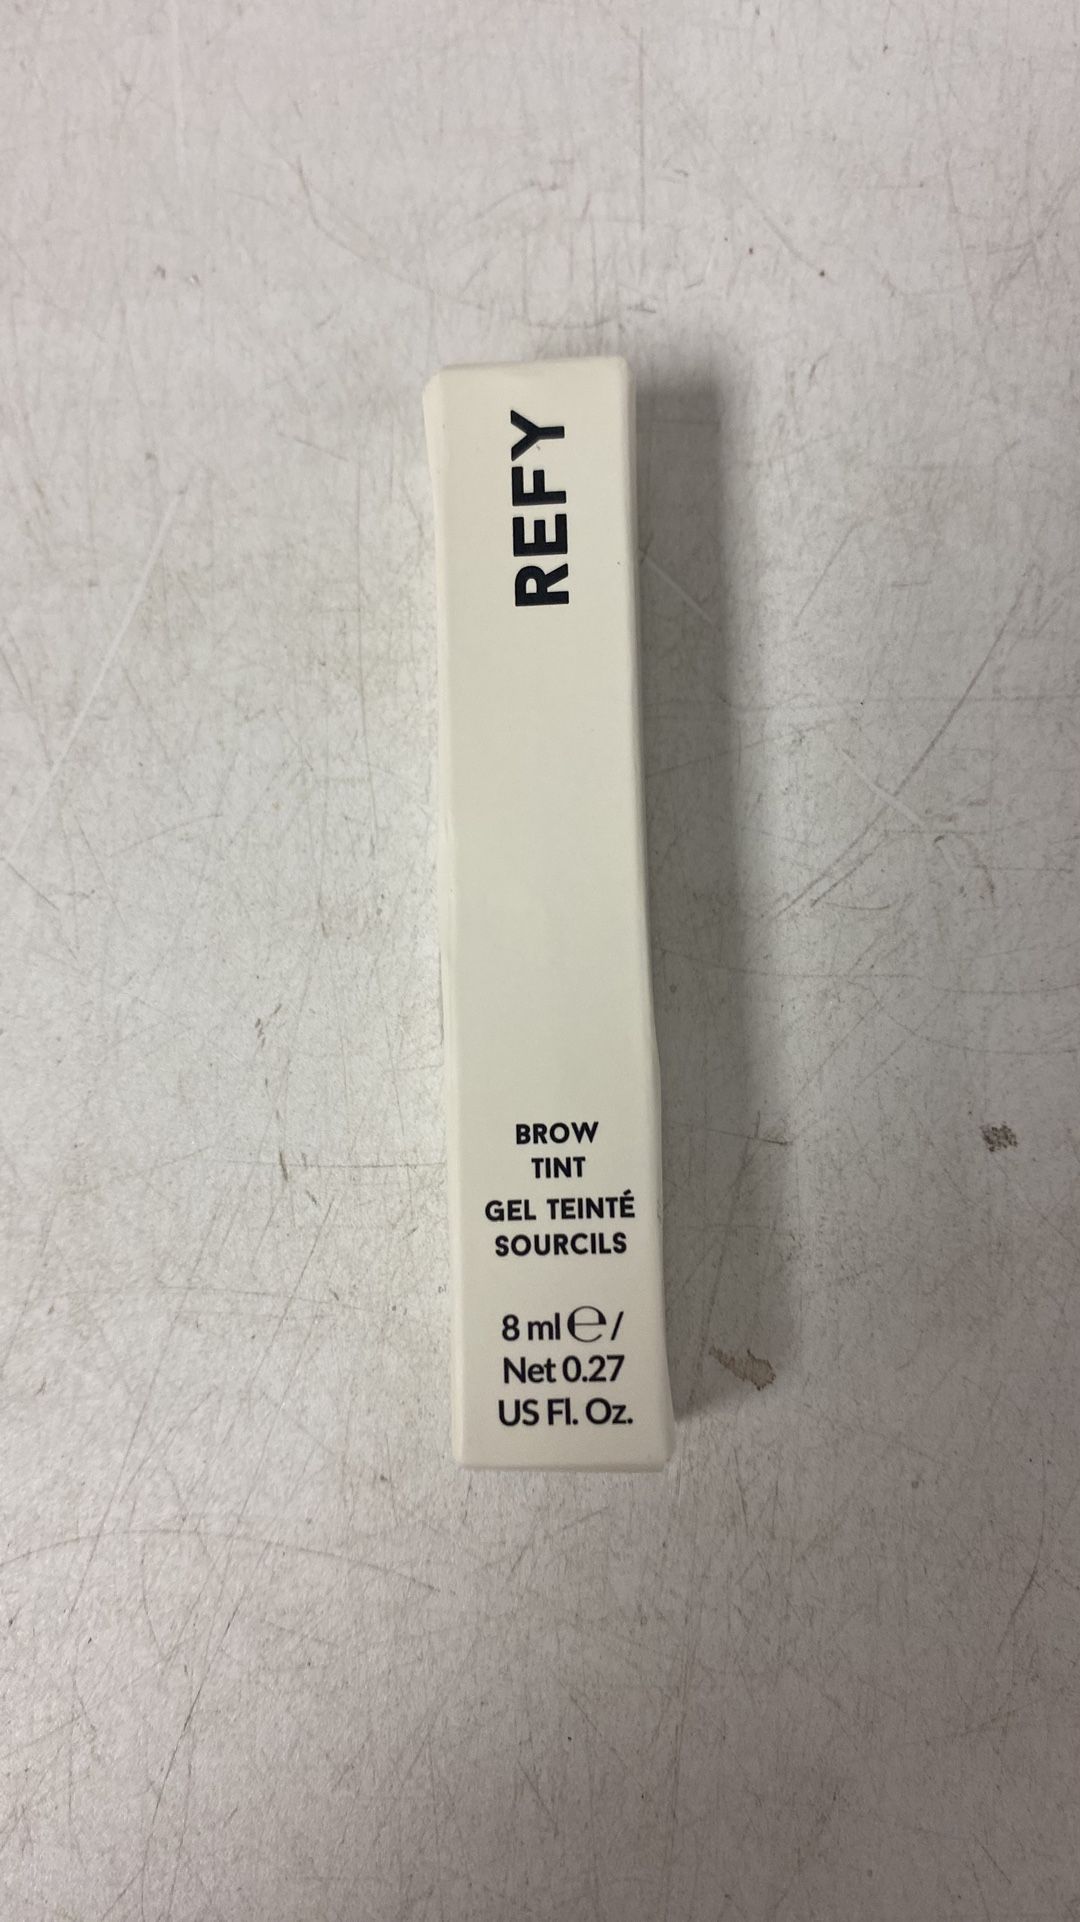 REFY
BROW
TINT
GEL TEINTÉ
SOURCILS
8 ml ℮ /
Net 0.27
US Fl. Oz.